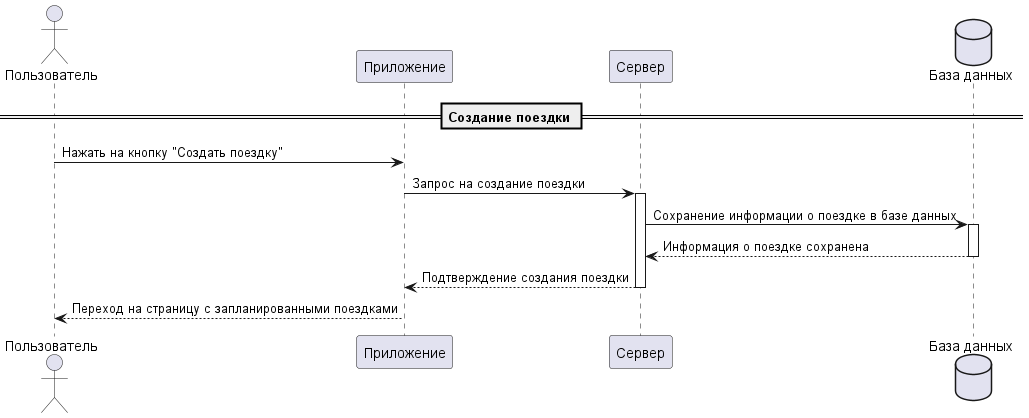 Пользователь
Приложение
Сервер
База данных
Создание поездки
Нажать на кнопку "Создать поездку"
Запрос на создание поездки
Сохранение информации о поездке в базе данных
Информация о поездке сохранена
Подтверждение создания поездки
Переход на страницу с запланированными поездками
Пользователь
Приложение
Сервер
База данных